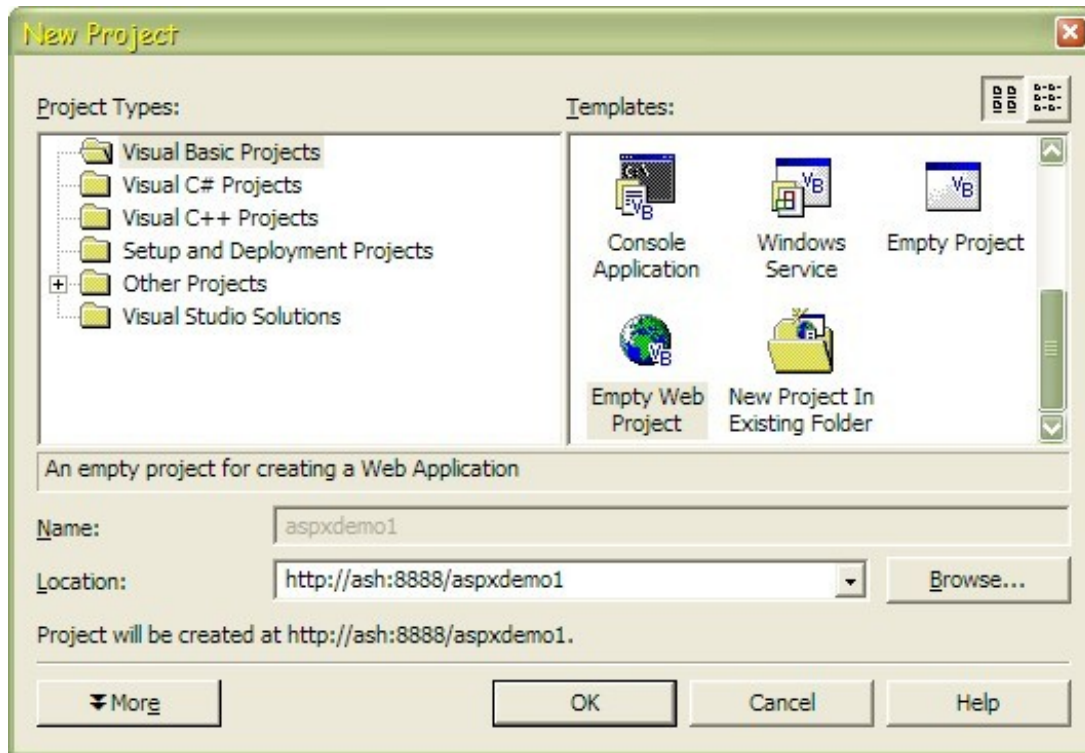 New Project
Project Types:
Templates:
Visual Basic Projects
Visual C# Projects
Visual C++ Projects
Setup and Deployment Projects
Other Projects
Visual Studio Solutions
Console
Application
Windows
Service
Empty Project
Empty Web
Project
New Project In
Existing Folder
An empty project for creating a Web Application
Name:
aspxdemo1
Location:
http://ash:8888/aspxdemo1
Browse...
Project will be created at http://ash:8888/aspxdemo1.
More
OK
Cancel
Help